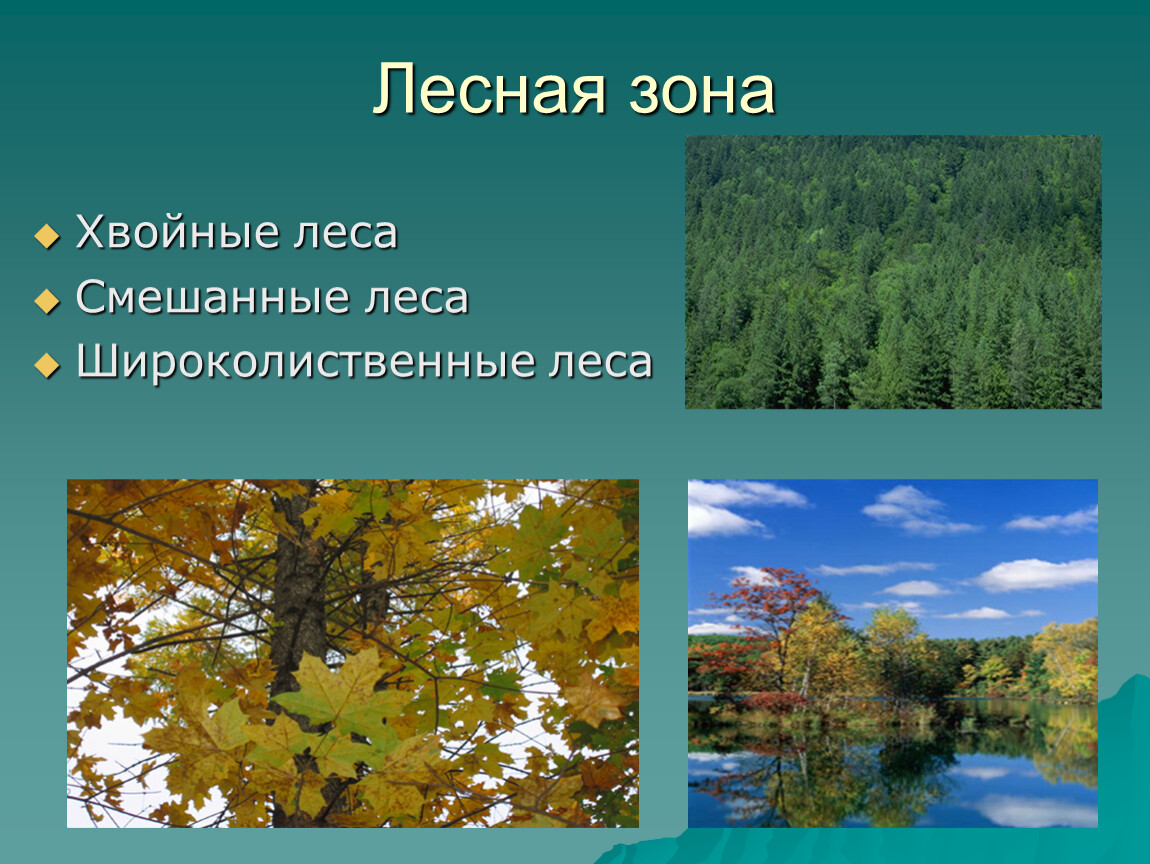 Лесная зона
Хвойные леса
Смешанные леса
Широколиственные леса